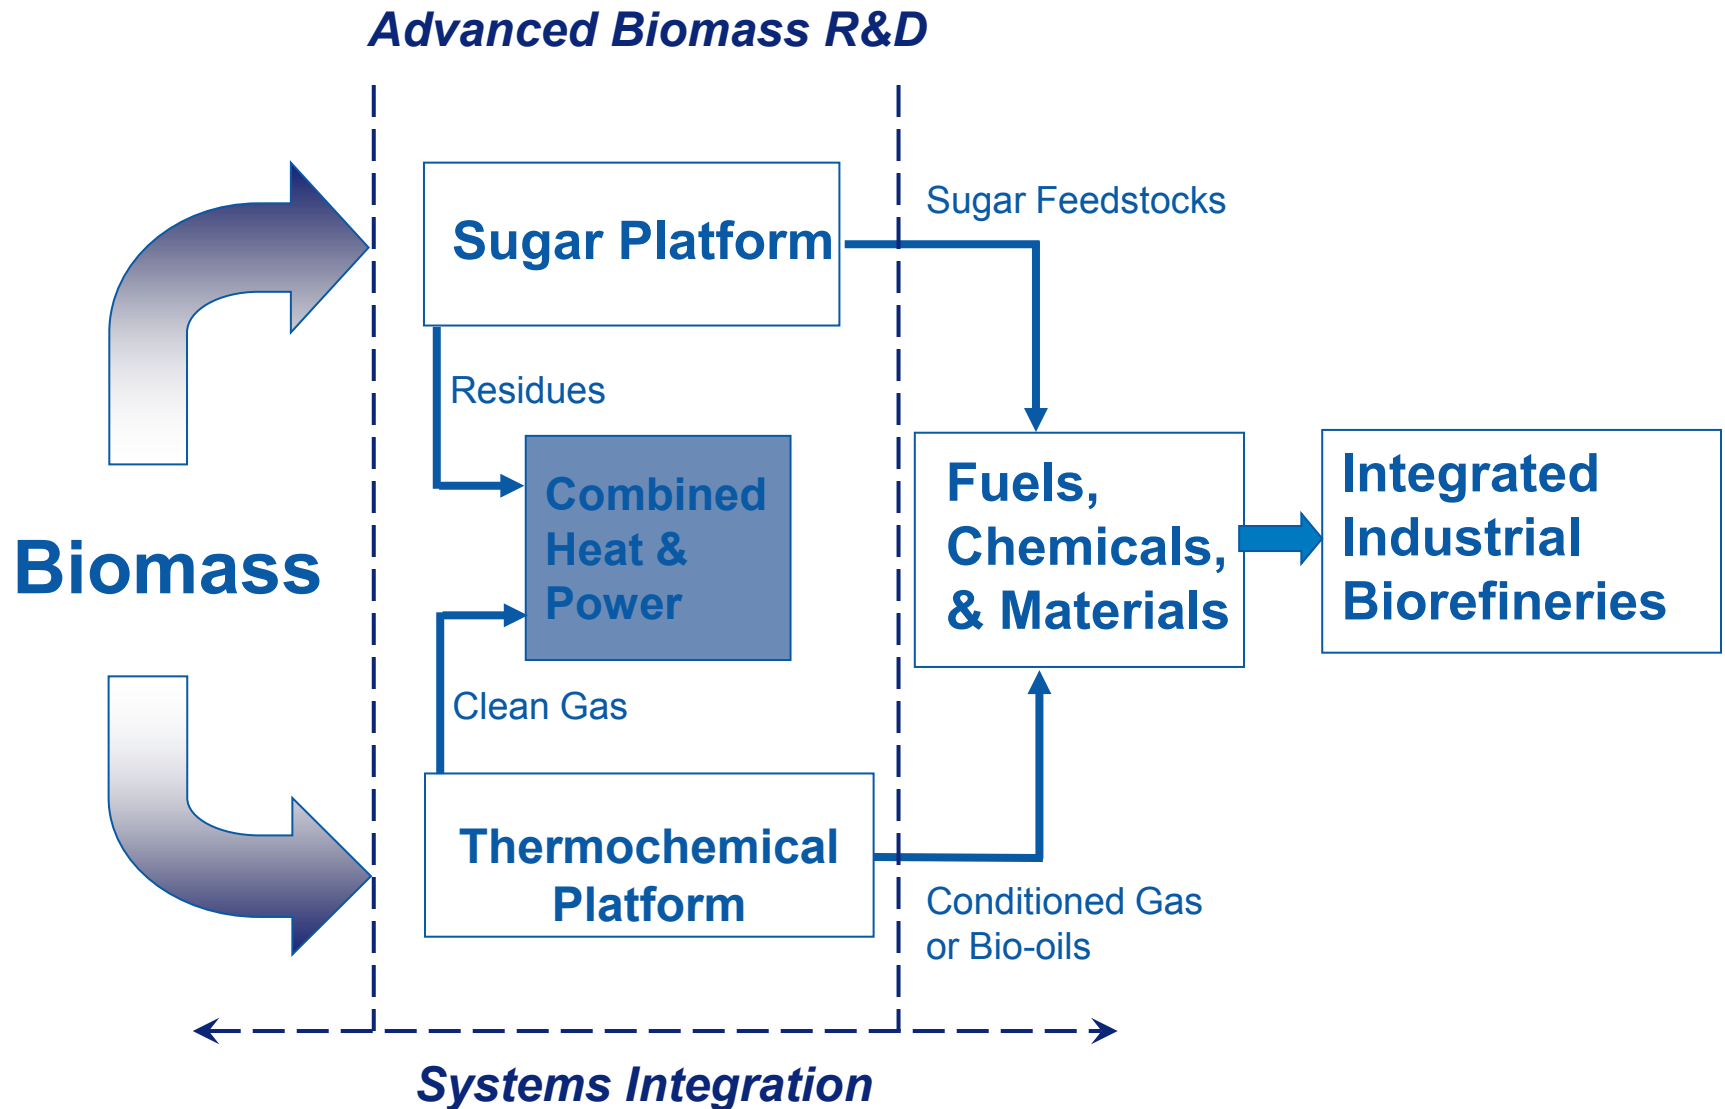 Advanced Biomass R&D
Sugar Platform
Sugar Feedstocks
Residues
Combined
Heat &
Power
Fuels,
Chemicals,
& Materials
Integrated
Industrial
Biorefineries
Biomass
Clean Gas
Thermochemical
Platform
Conditioned Gas
or Bio-oils
Systems Integration